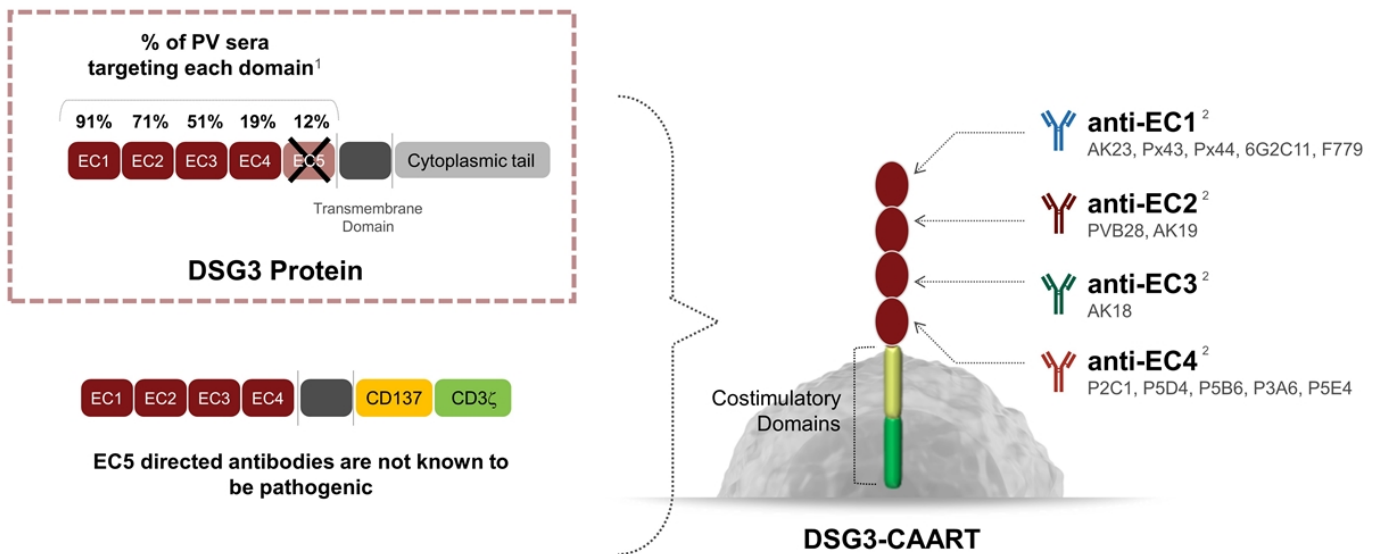 % of PV sera
targeting each domain1
91% 71% 51% 19% 12%
EC1 EC2 EC3 EC4 EC5 Cytoplasmic tail
Transmembrane
Domain
DSG3 Protein
EC1 EC2 EC3 EC4 CD137 CD3ζ
EC5 directed antibodies are not known to
be pathogenic
Costimulatory
Domains
DSG3-CAART
anti-EC1 2
AK23, Px43, Px44, 6G2C11, F779
anti-EC2 2
PVB28, AK19
anti-EC3 2
AK18
anti-EC4 2
P2C1, P5D4, P5B6, P3A6, P5E4